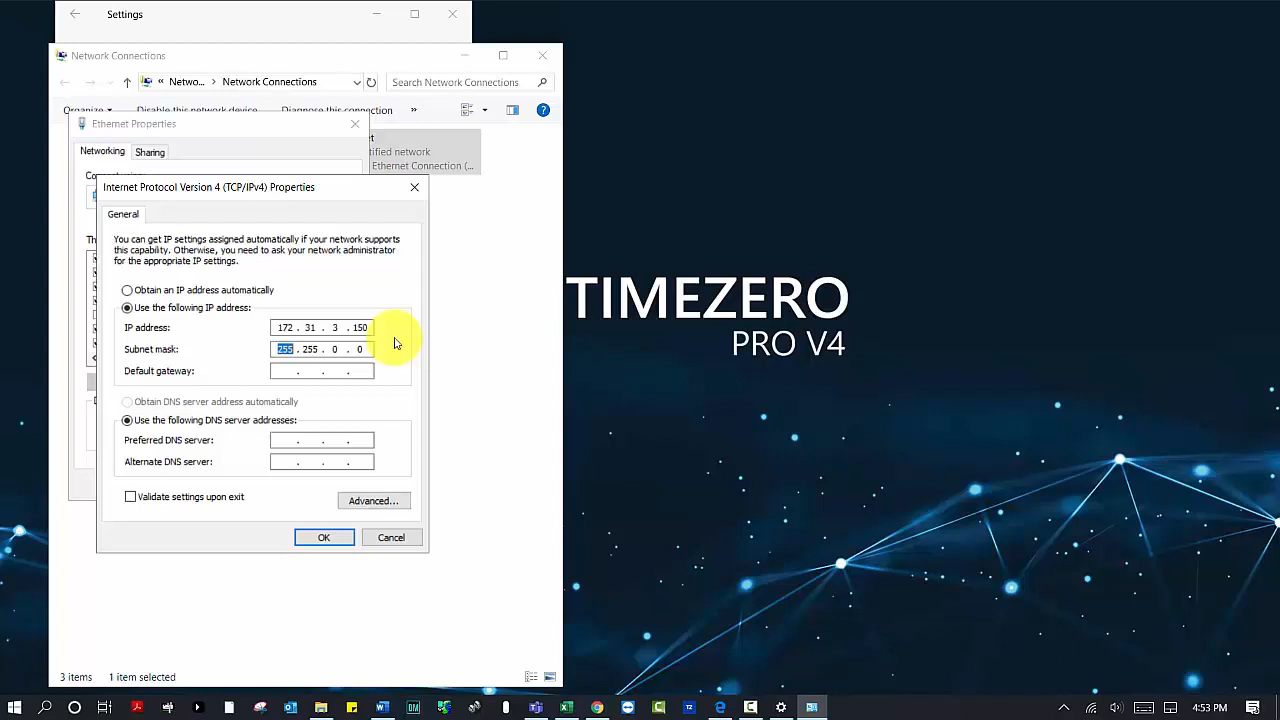 Settings
Network Connections
« Netwo... > Network Connections
Search Network Connections
Organize
Disable this network device
Diagnose this connection
»
Ethernet Properties
Networking
Sharing
tified network
Ethernet Connection (...
Internet Protocol Version 4 (TCP/IPv4) Properties
General
You can get IP settings assigned automatically if your network supports
this capability. Otherwise, you need to ask your network administrator
for the appropriate IP settings.
Obtain an IP address automatically
Use the following IP address:
IP address:
172 . 31 . 3 . 150
Subnet mask:
255 . 255 . 0 . 0
Default gateway:
. . .
Obtain DNS server address automatically
Use the following DNS server addresses:
Preferred DNS server:
. . .
Alternate DNS server:
. . .
Validate settings upon exit
Advanced...
OK
Cancel
3 items
1 item selected
TIMEZERO
PRO V4
4:53 PM